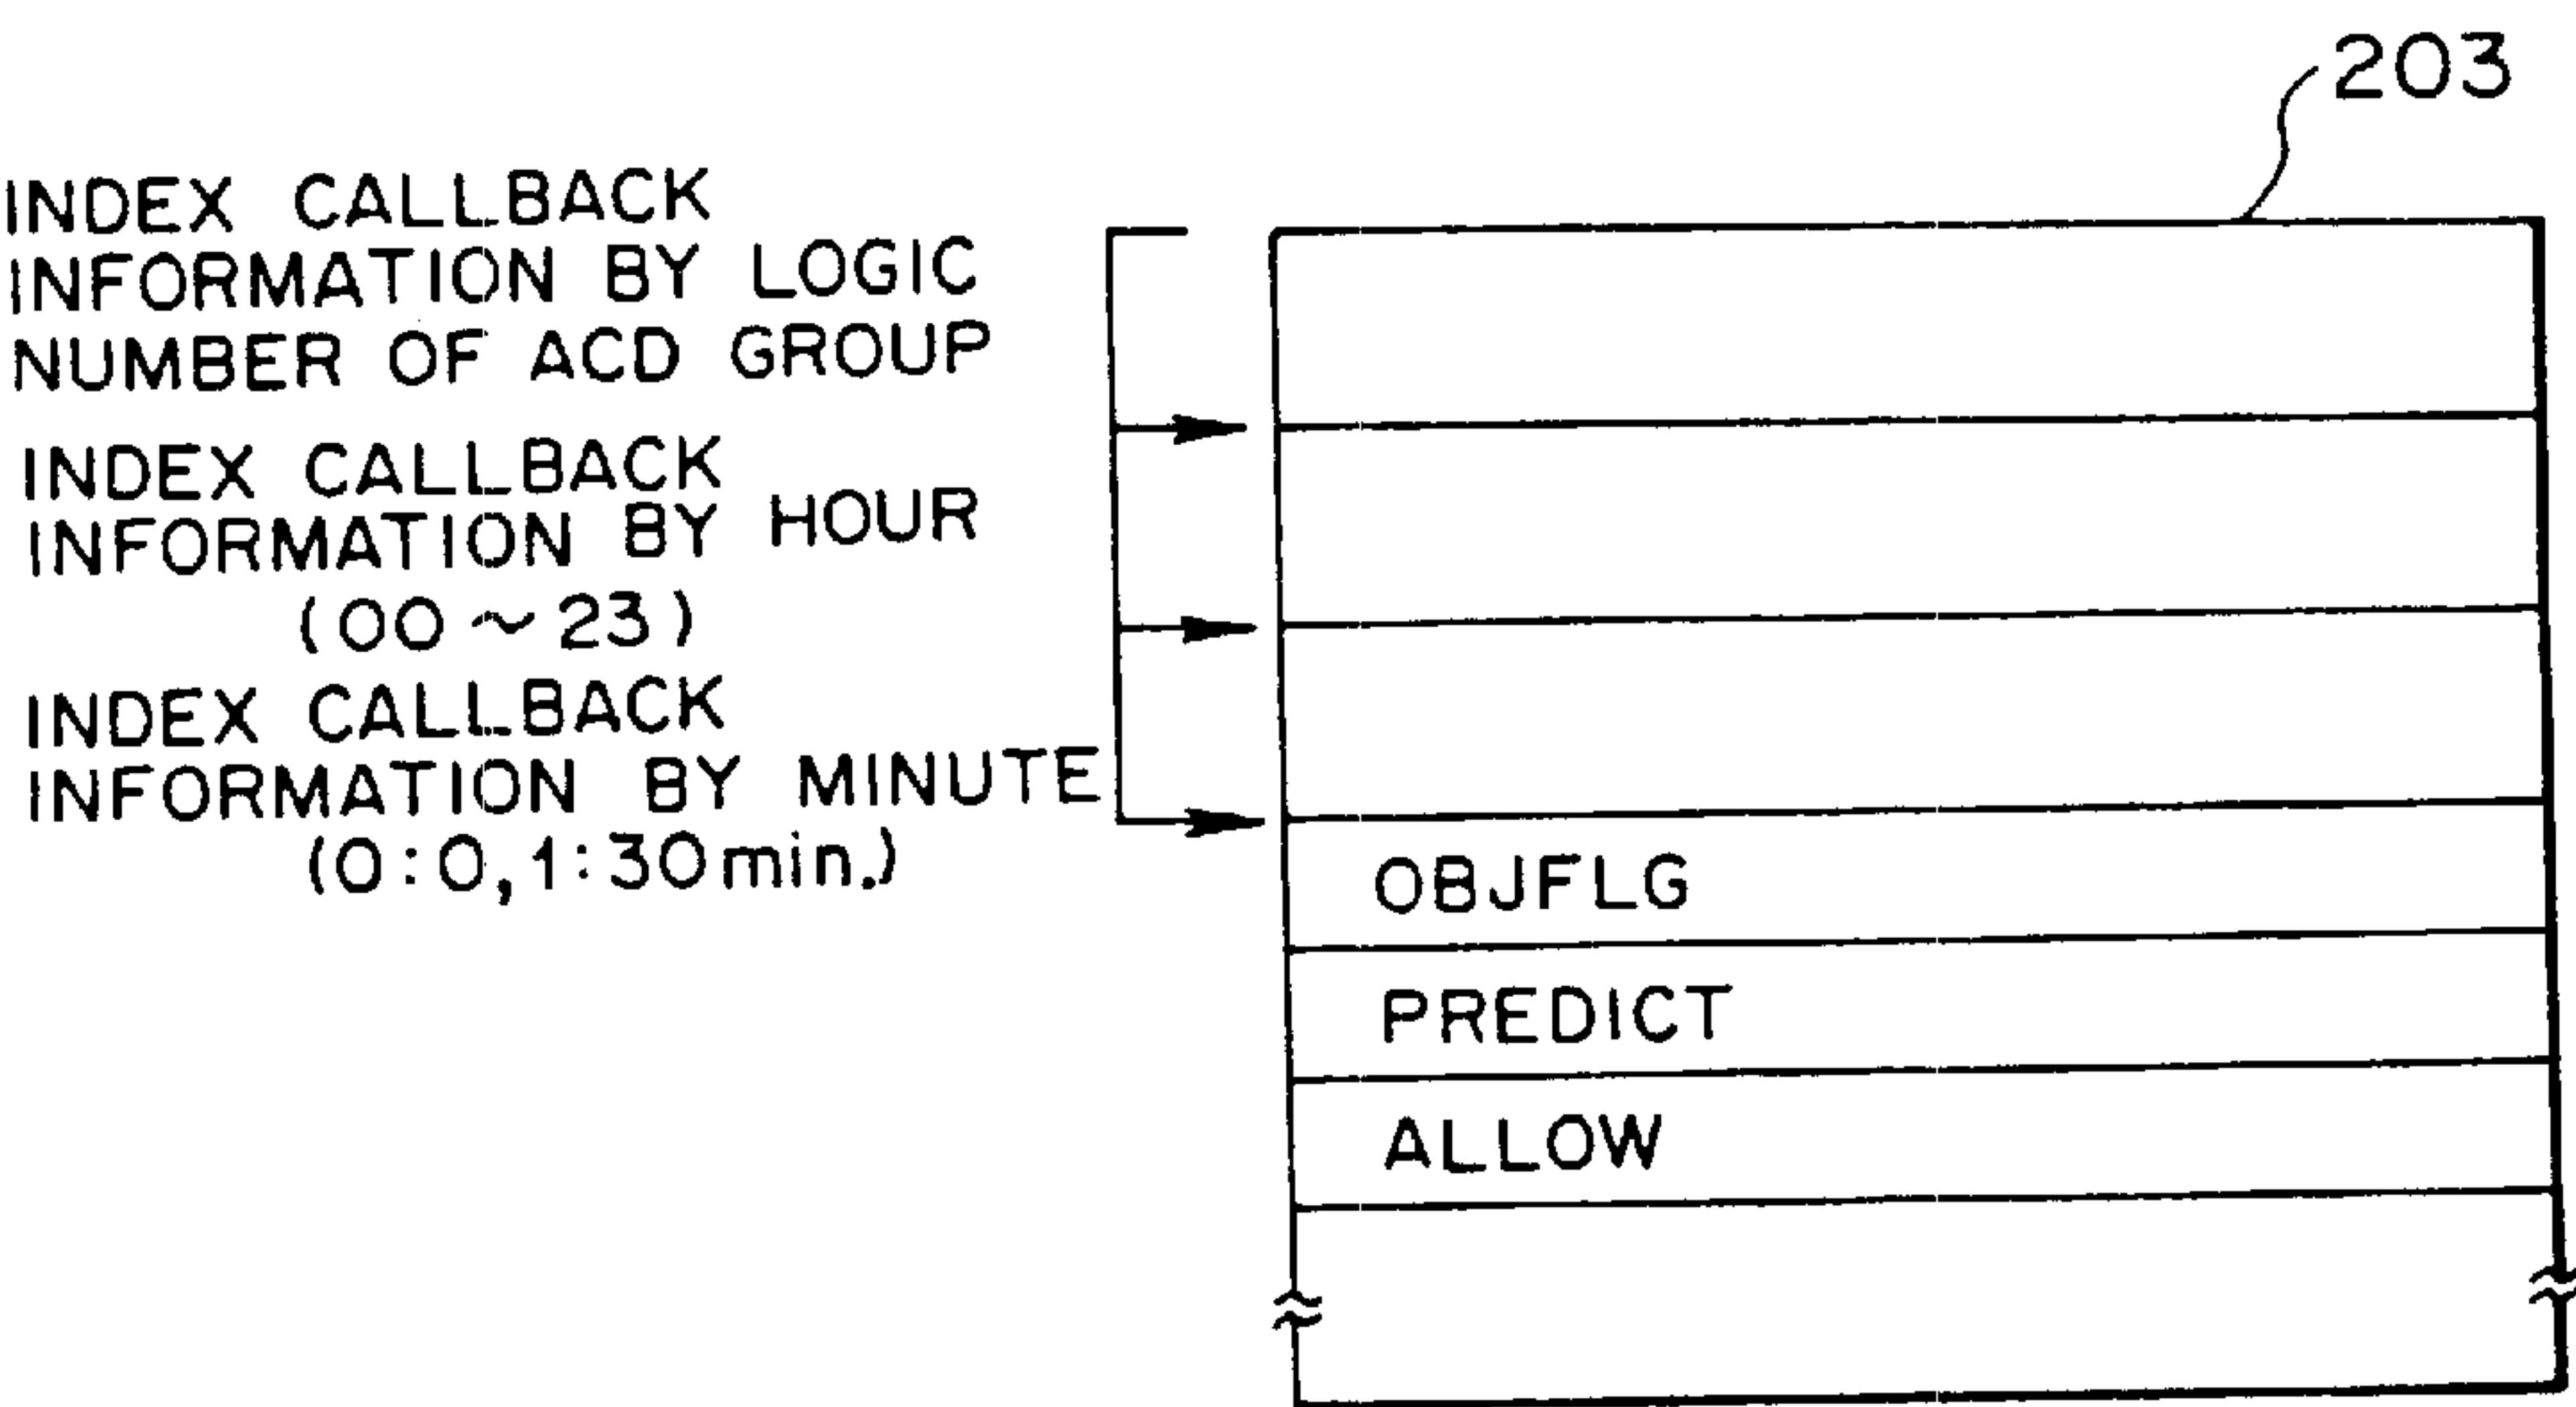 203
INDEX CALLBACK
INFORMATION BY LOGIC
NUMBER OF ACD GROUP
INDEX CALLBACK
INFORMATION BY HOUR
(00 ~ 23)
INDEX CALLBACK
INFORMATION BY MINUTE
(0:0, 1:30min.)
OBJFLG
PREDICT
ALLOW